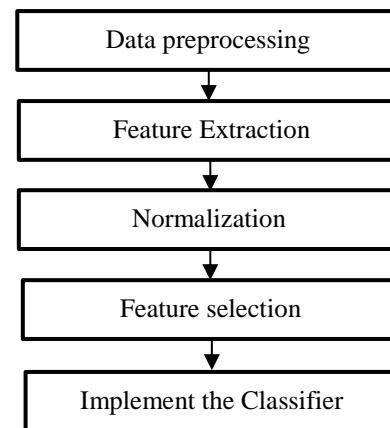 Data preprocessing
Feature Extraction
Normalization
Feature selection
Implement the Classifier